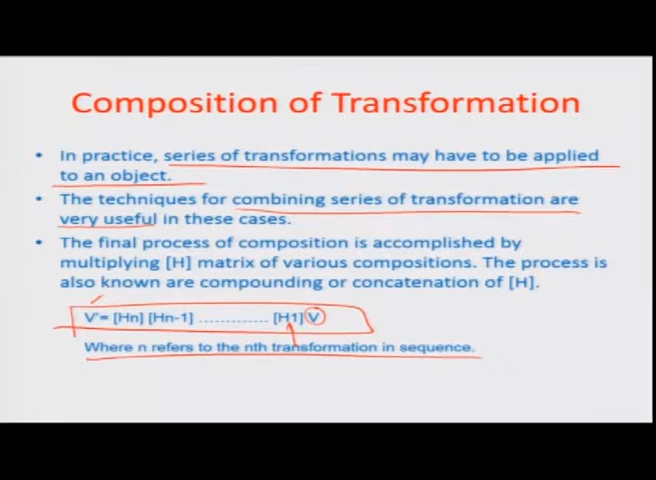 Composition of Transformation
• In practice, series of transformations may have to be applied
to an object.
• The techniques for combining series of transformation are
very useful in these cases.
• The final process of composition is accomplished by
multiplying [H] matrix of various compositions. The process is
also known are compounding or concatenation of [H].
V'= [Hn] [Hn-1] ............. [H1] V
Where n refers to the nth transformation in sequence.